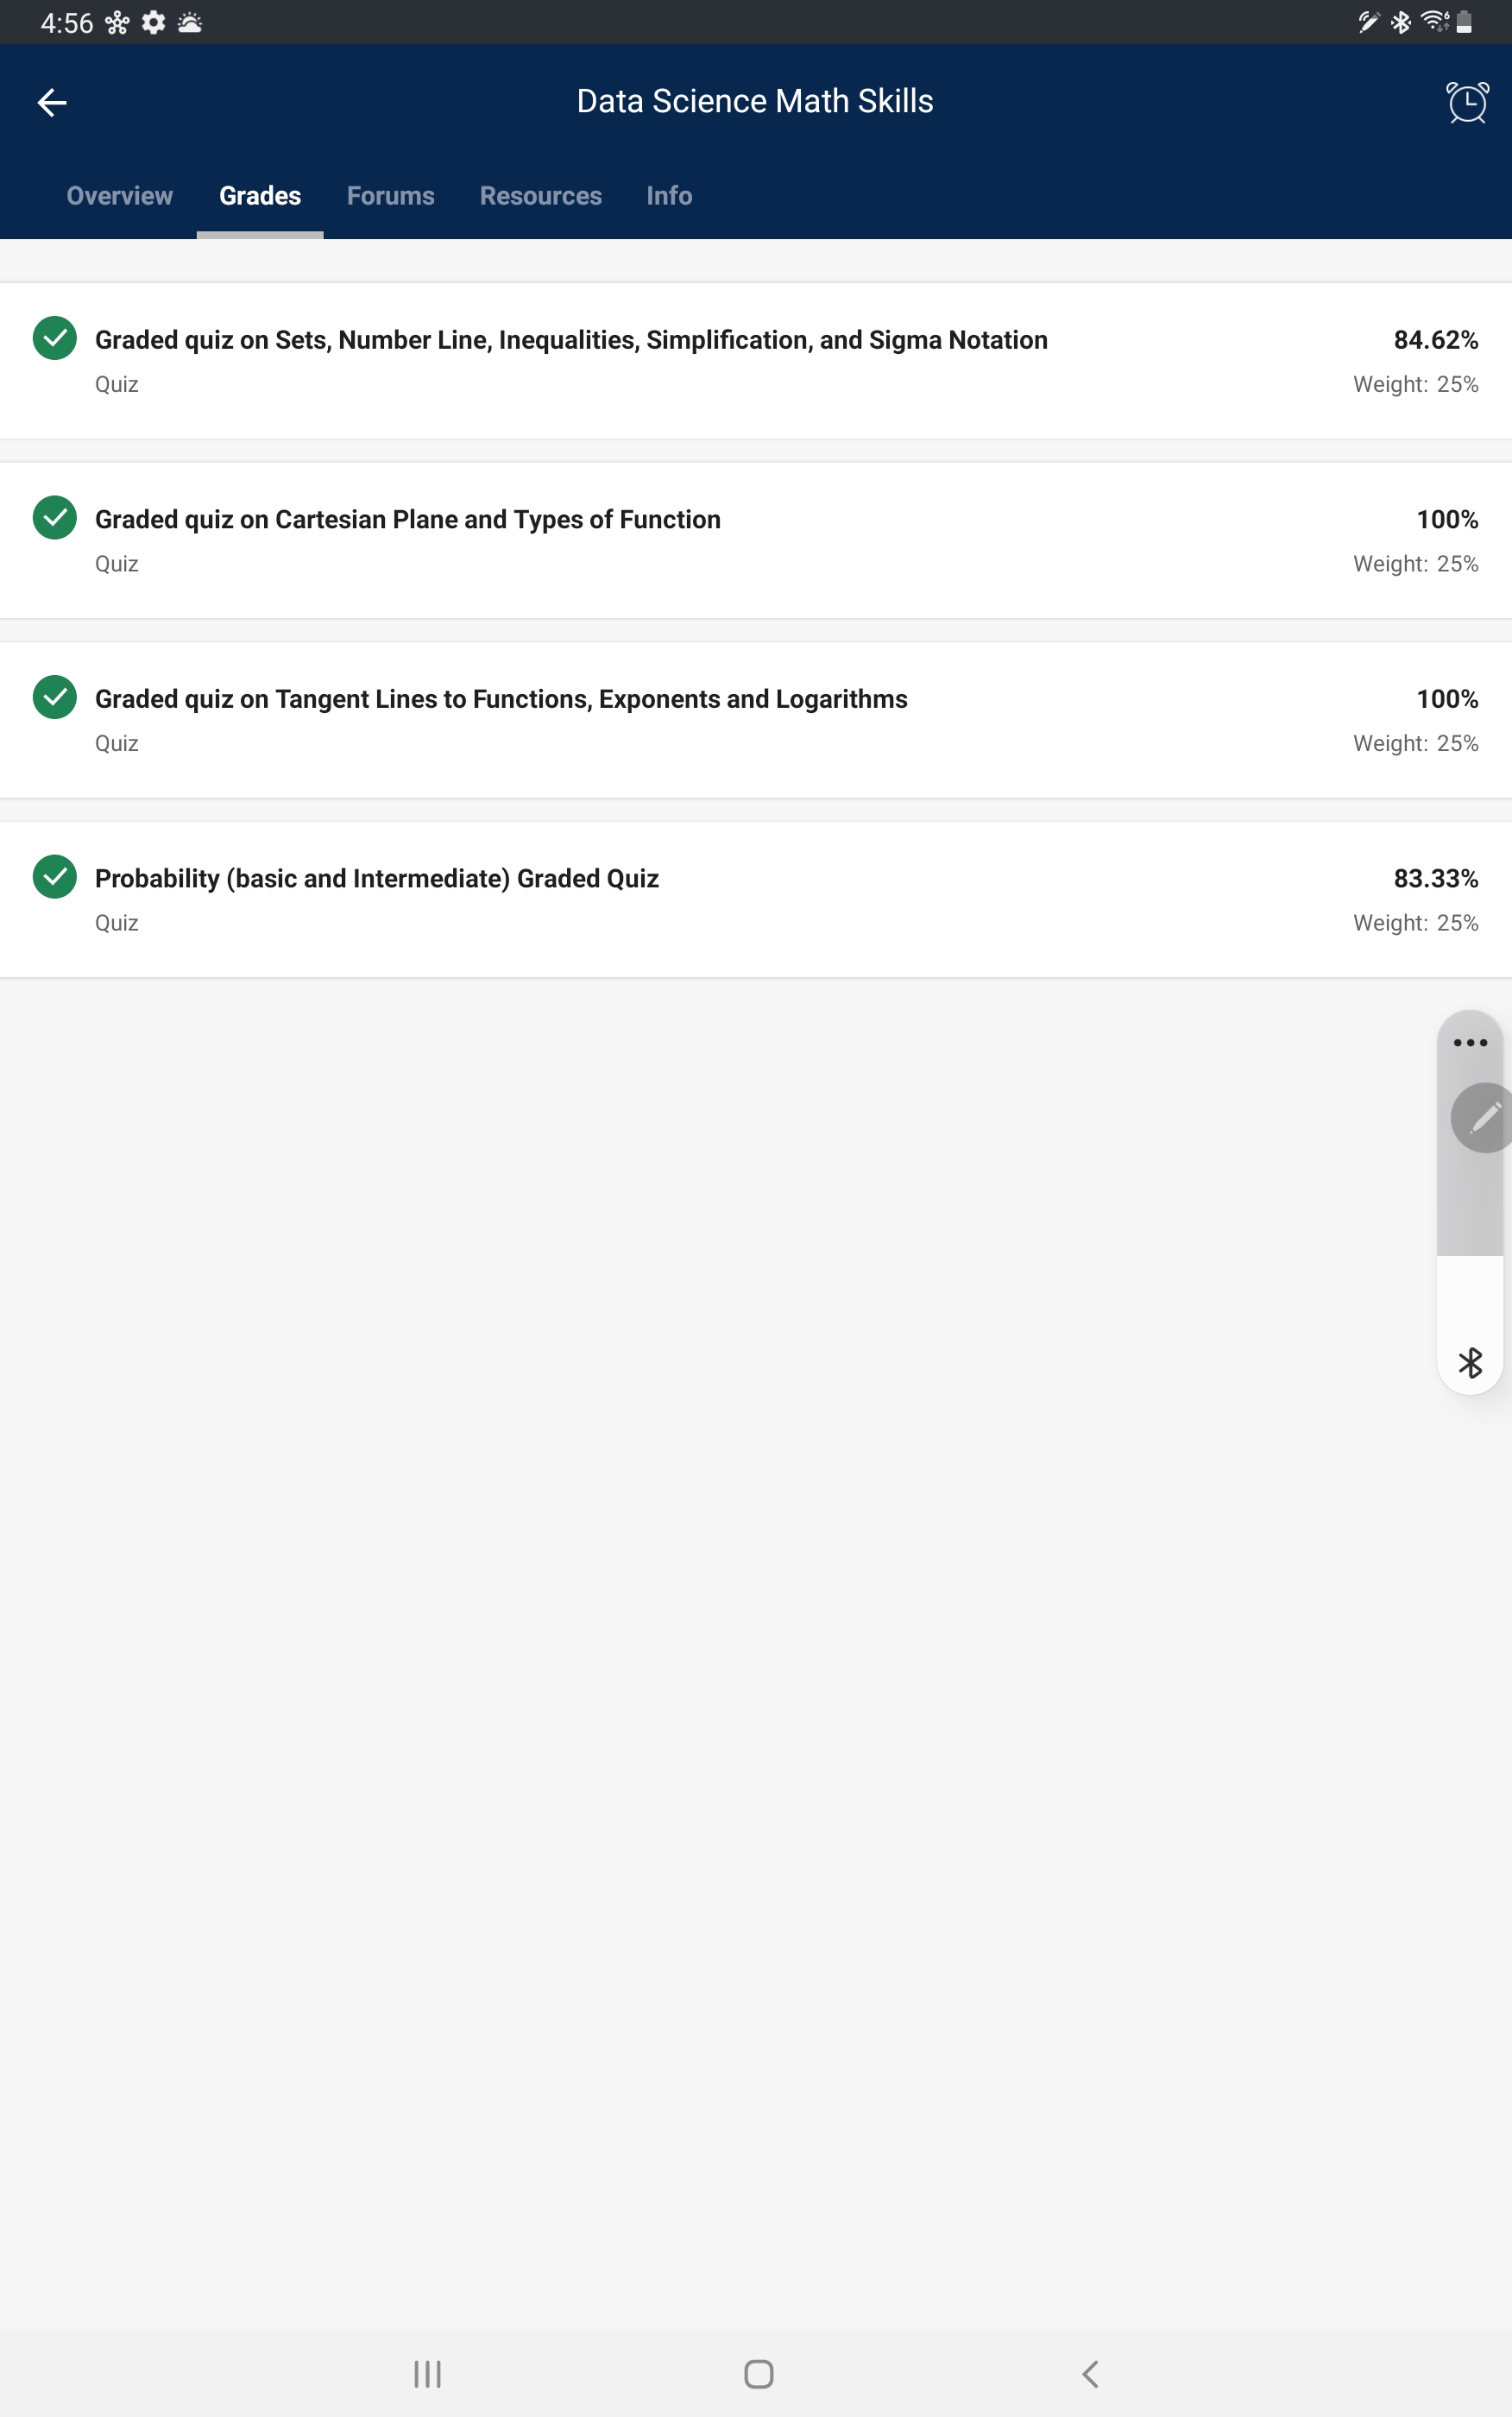 4:56
Data Science Math Skills
Overview Grades Forums Resources Info
Graded quiz on Sets, Number Line, Inequalities, Simplification, and Sigma Notation 84.62%
Quiz Weight: 25%
Graded quiz on Cartesian Plane and Types of Function 100%
Quiz Weight: 25%
Graded quiz on Tangent Lines to Functions, Exponents and Logarithms 100%
Quiz Weight: 25%
Probability (basic and Intermediate) Graded Quiz 83.33%
Quiz Weight: 25%